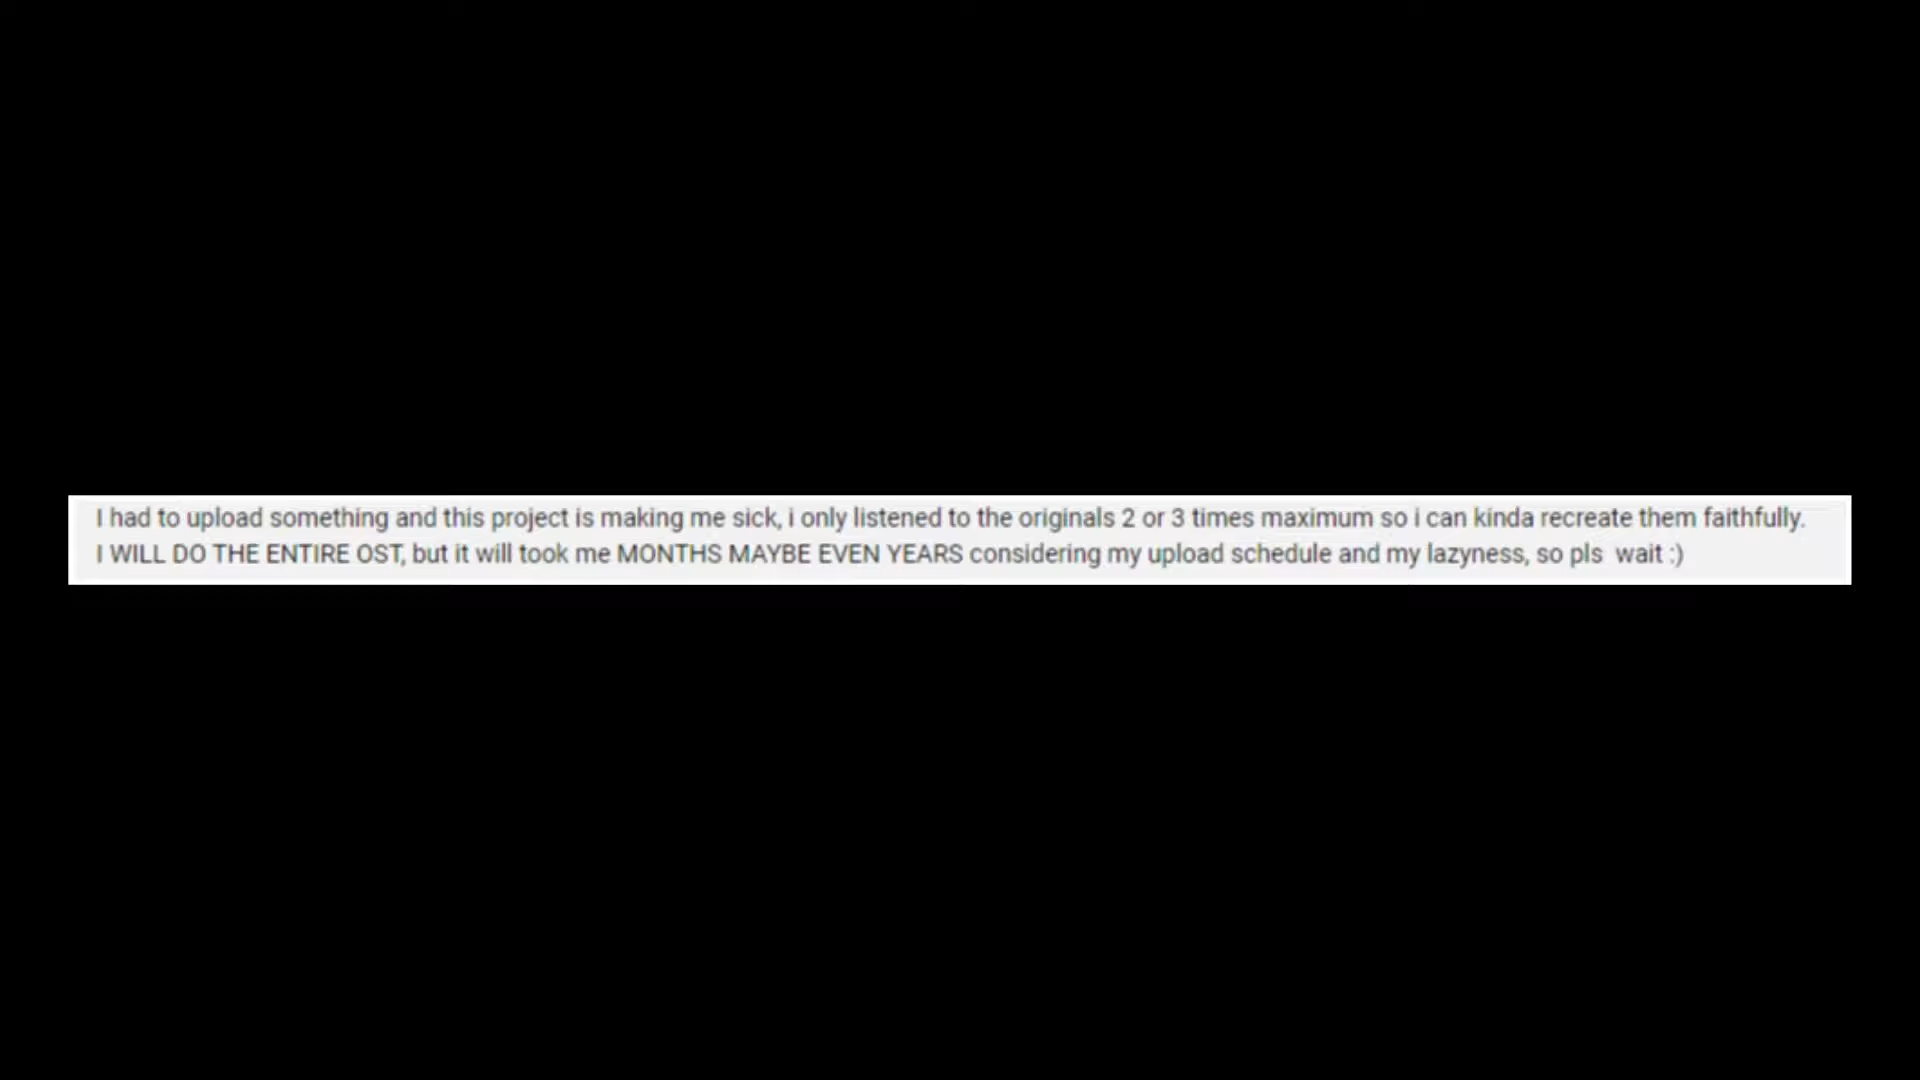 I had to upload something and this project is making me sick, i only listened to the originals 2 or 3 times maximum so i can kinda recreate them faithfully.
I WILL DO THE ENTIRE OST, but it will took me MONTHS MAYBE EVEN YEARS considering my upload schedule and my lazyness, so pls  wait :)